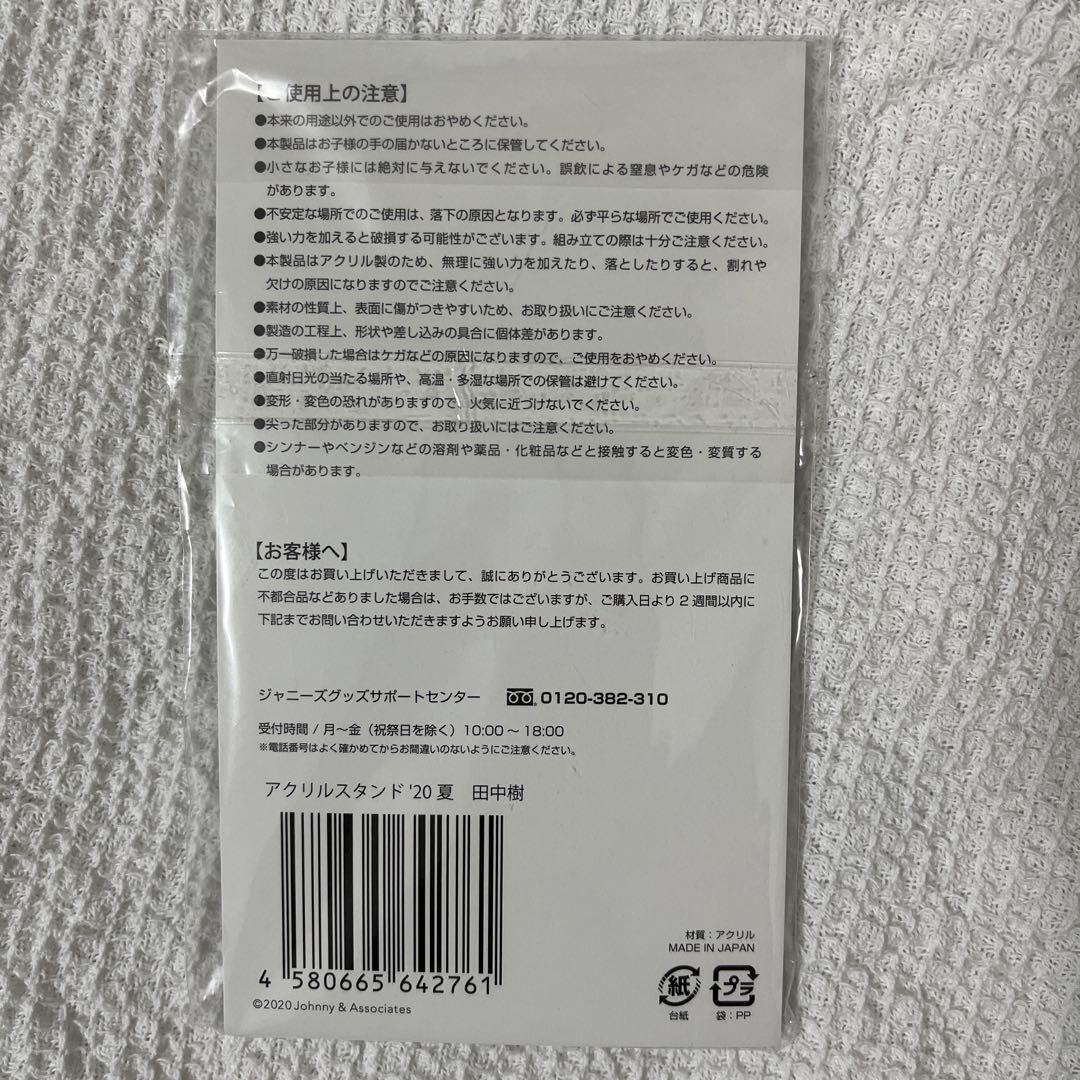 【ご使用上の注意】
●本来の用途以外でのご使用はおやめください。
●本製品はお子様の手の届かないところに保管してください。
●小さなお子様には絶対に与えないでください。誤飲による窒息やケガなどの危険
があります。
●不安定な場所でのご使用は、落下の原因となります。必ず平らな場所でご使用ください。
●強い力を加えると破損する可能性がございます。組み立ての際は十分ご注意ください。
●本製品はアクリル製のため、無理に強い力を加えたり、落としたりすると、割れや
欠けの原因になりますのでご注意ください。
●素材の性質上、表面に傷がつきやすいため、お取り扱いにご注意ください。
●製造の工程上、形状や差し込みの具合に個体差があります。
●万一破損した場合はケガなどの原因になりますので、ご使用をおやめください。
●直射日光の当たる場所や、高温・多湿な場所での保管は避けてください。
●変形・変色の恐れがありますので、火気に近づけないでください。
●尖った部分がありますので、お取り扱いにはご注意ください。
●シンナーやベンジンなどの溶剤や薬品・化粧品などと接触すると変色・変質する
場合があります。
【お客様へ】
この度はお買い上げいただきまして、誠にありがとうございます。お買い上げ商品に
不都合品などありました場合は、お手数ではございますが、ご購入日より2週間以内に
下記までお問い合わせいただきますようお願い申し上げます。
ジャニーズグッズサポートセンター 0120-382-310
受付時間 / 月〜金（祝祭日を除く）10:00 〜 18:00
※電話番号はよく確かめてからお間違いのないようにご注意ください。
アクリルスタンド '20 夏 田中樹
4 580665 642761
©2020 Johnny & Associates
材質：アクリル
MADE IN JAPAN
紙 プラ
台紙 袋：PP